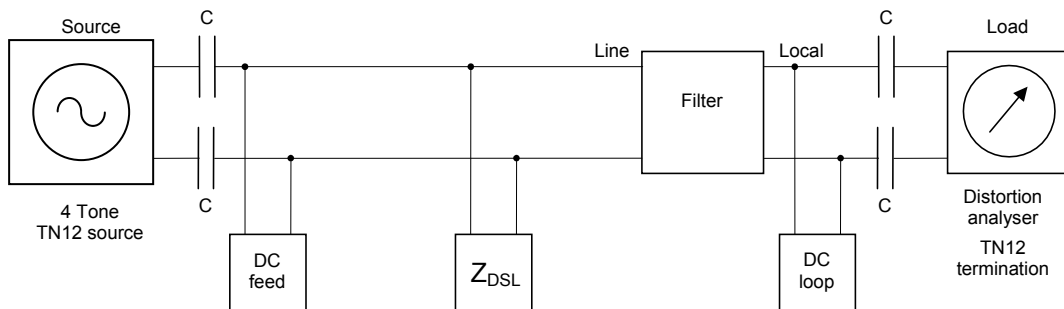 C
C
Source
Load
Line
Local
Filter
C
C
4 Tone
TN12 source
DC
feed
ZDSL
DC
loop
Distortion
analyser
TN12
termination